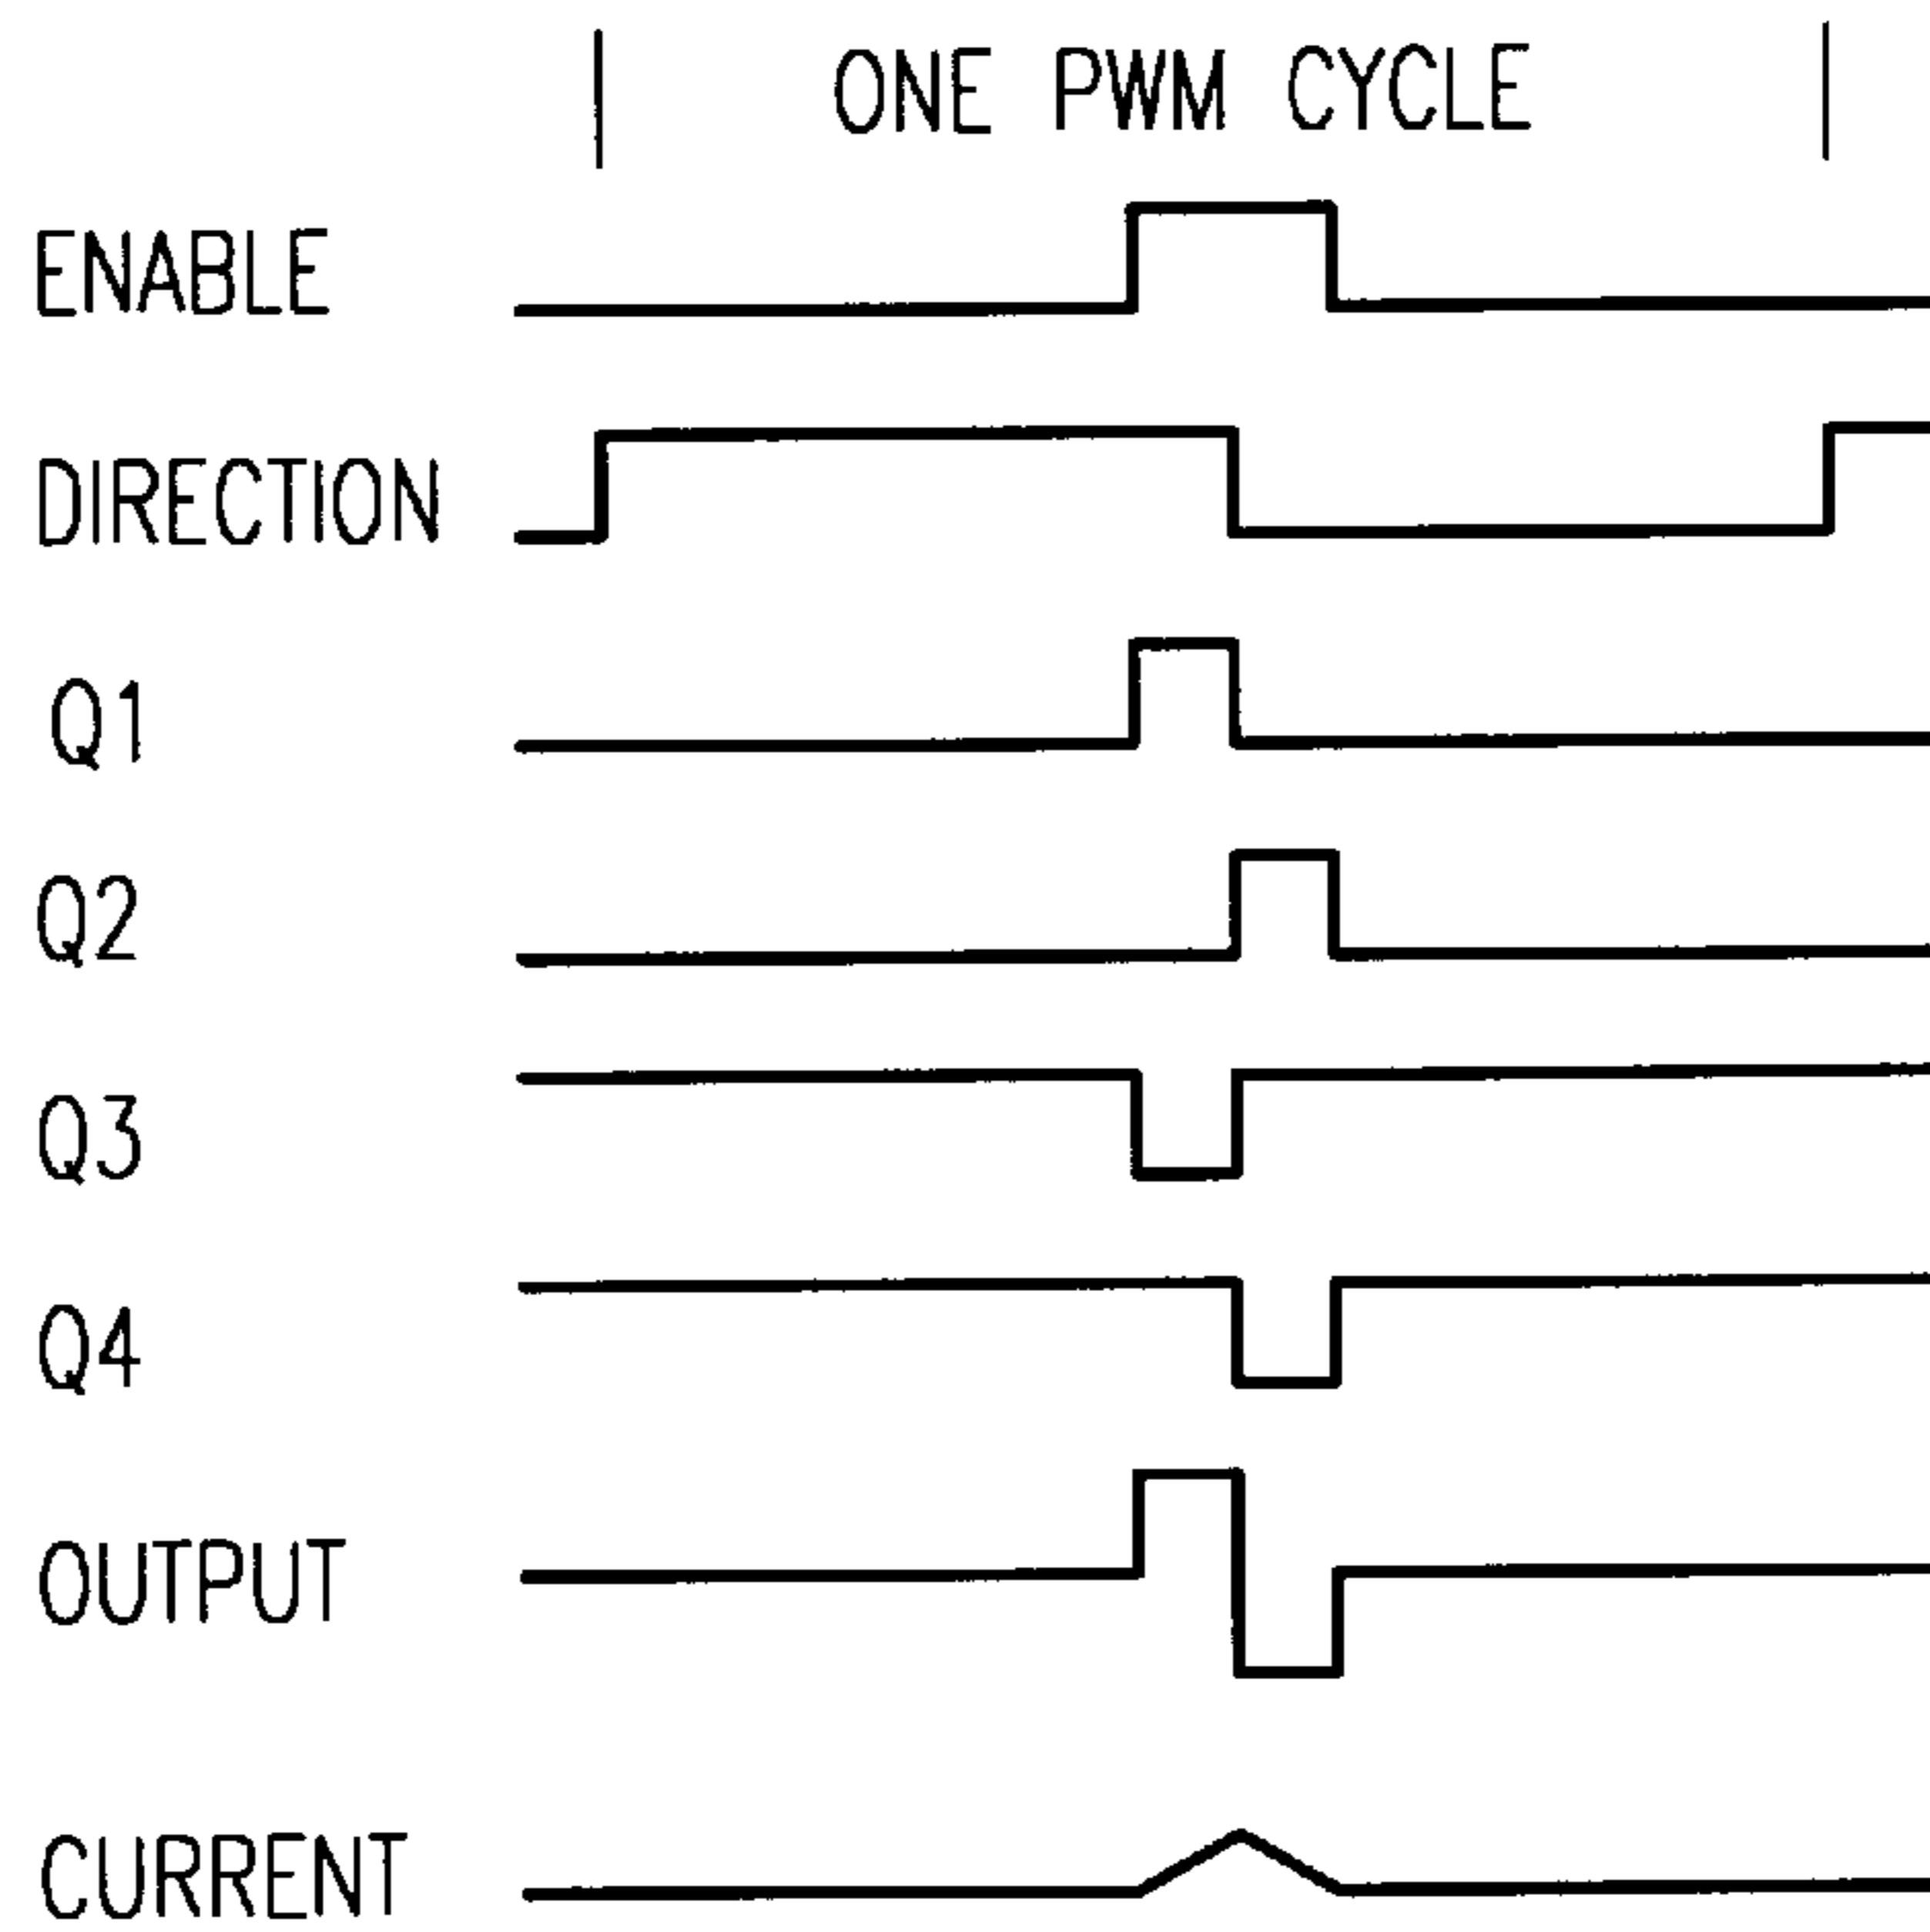 ONE PWM CYCLE
ENABLE
DIRECTION
Q1
Q2
Q3
Q4
OUTPUT
CURRENT